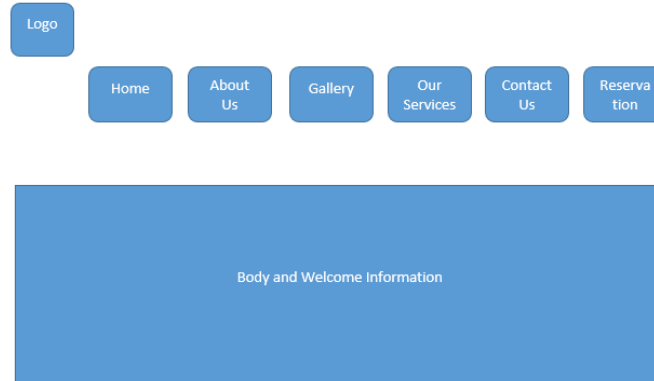 Logo
Home
About
Us
Gallery
Our
Services
Contact
Us
Reserva
tion
Body and Welcome Information